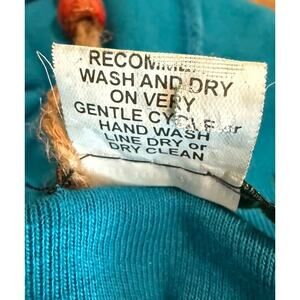 WASH AND DRY
ON VERY
GENTLE CYCLE or
HAND WASH
LINE DRY or
DRY CLEAN